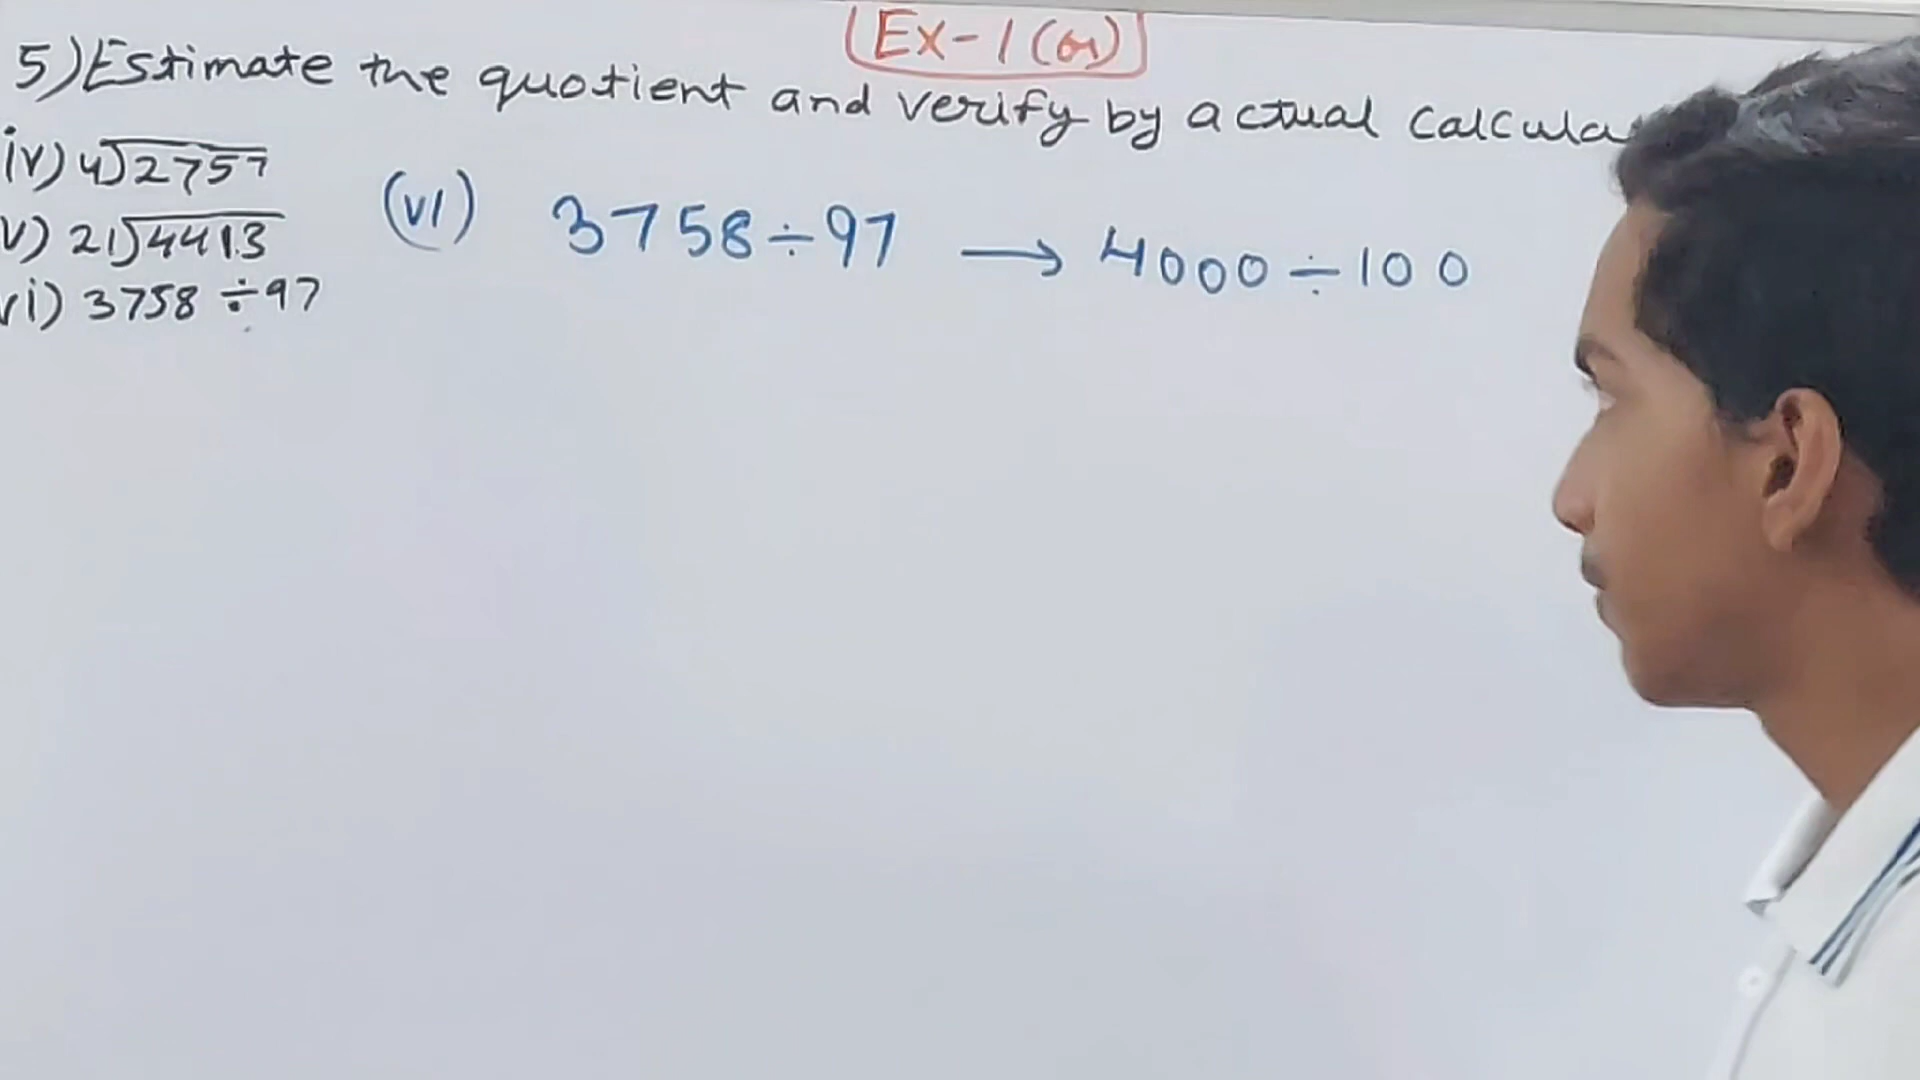 Ex-1(on)
5) Estimate the quotient and verify by actual calcula
iv) 4)2757
v) 21)4413
vi) 3758 ÷ 97
(vi) 3758 ÷ 97 → 4000 ÷ 100